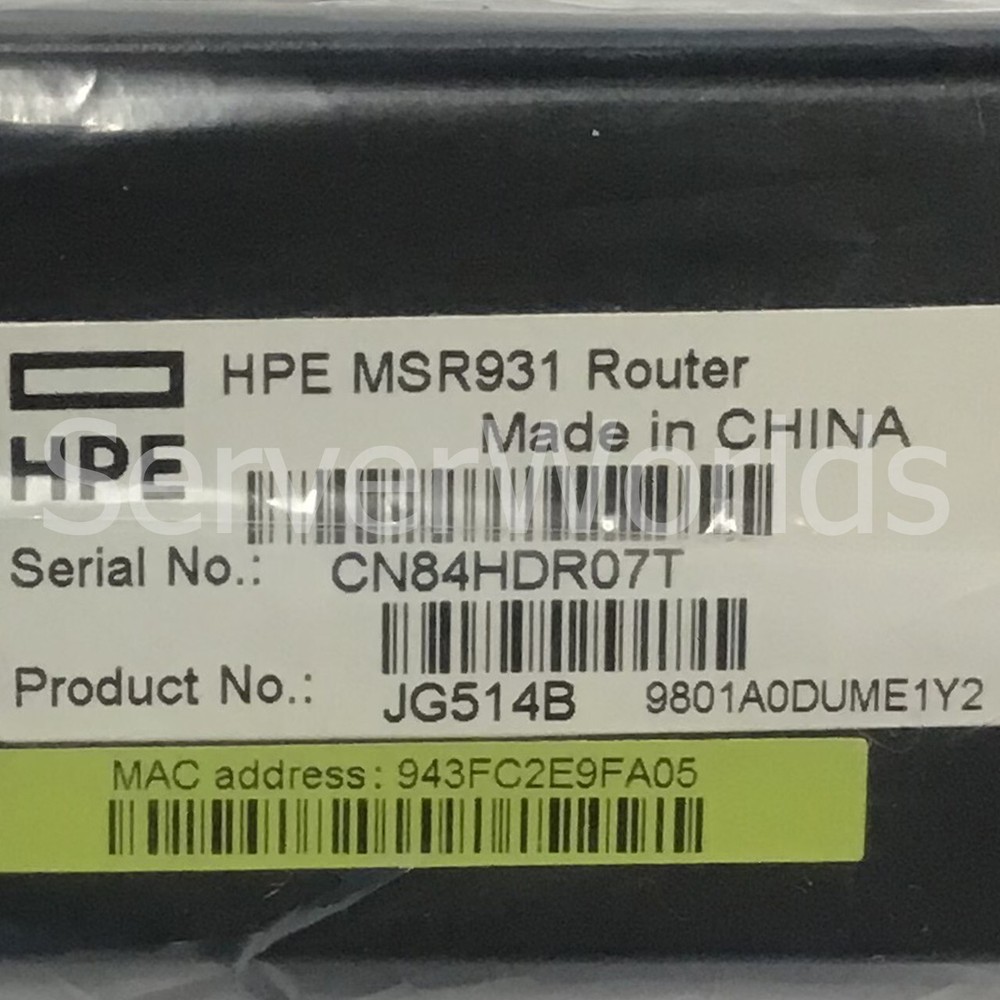 HPE MSR931 Router
Made in CHINA
HPE
ServerWorlds
Serial No.: CN84HDR07T
Product No.: JG514B 9801A0DUME1Y2
MAC address: 943FC2E9FA05